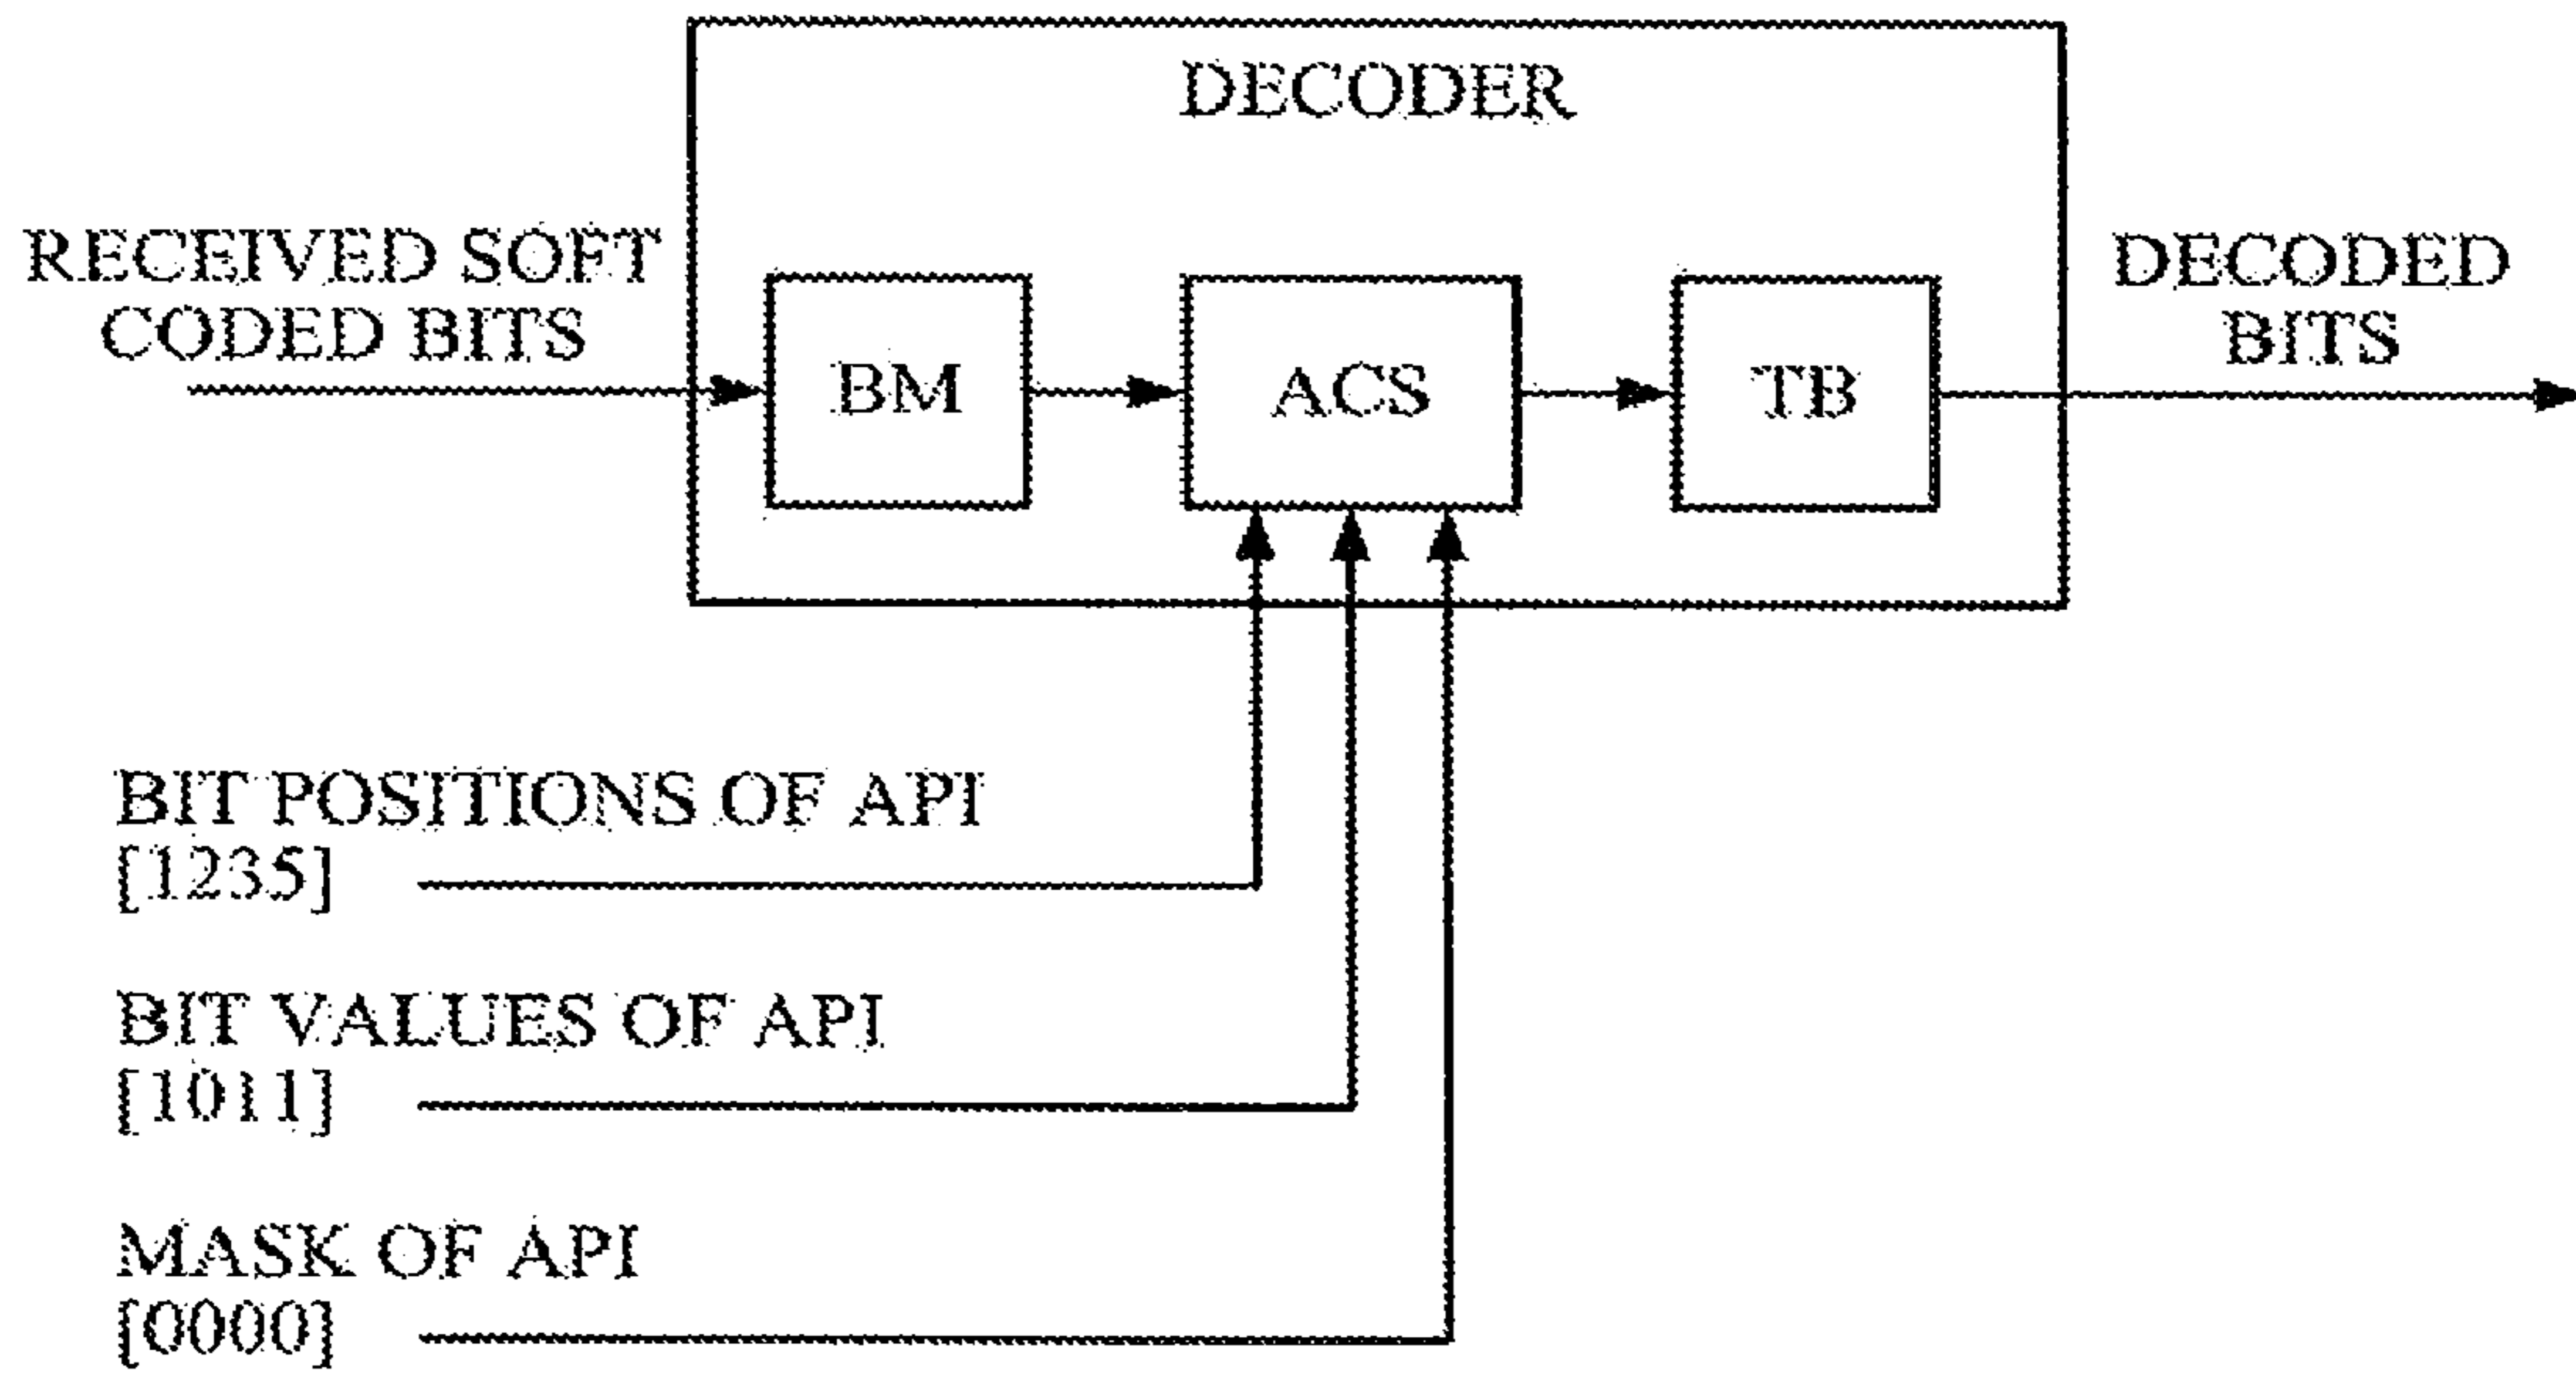 DECODER
RECEIVED SOFT
CODED BITS
BM
ACS
TB
DECODED
BITS
BIT POSITIONS OF API
[1235]
BIT VALUES OF API
[1011]
MASK OF API
[0000]